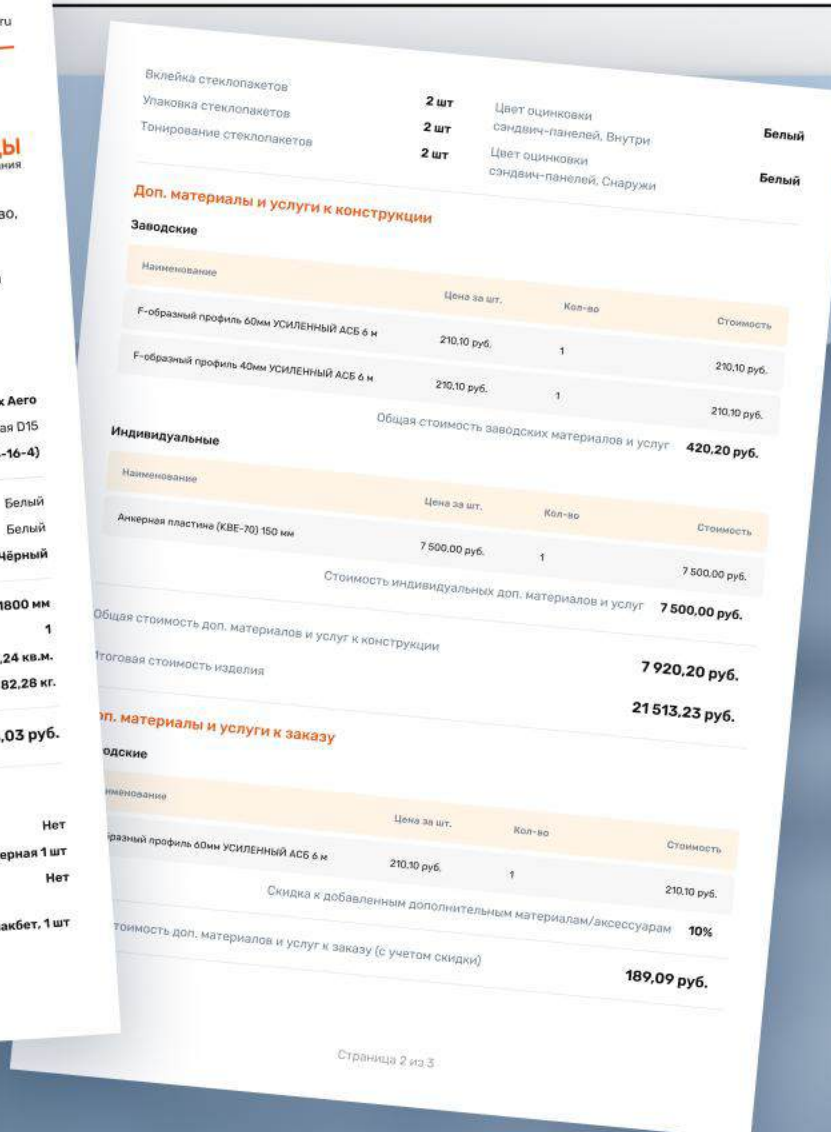 ru
ДЫ
ания
во,
к Aero
ая D15
-16-4)
Белый
Белый
Чёрный
1800 мм
1
,24 кв.м.
82,28 кг.
,03 руб.
Нет
ерная 1 шт
Нет
акбет, 1 шт
Вклейка стеклопакетов 2 шт
Упаковка стеклопакетов 2 шт
Тонирование стеклопакетов 2 шт
Цвет оцинковки
сэндвич-панелей, Внутри Белый
Цвет оцинковки
сэндвич-панелей, Снаружи Белый
Доп. материалы и услуги к конструкции
Заводские
Наименование Цена за шт. Кол-во Стоимость
F-образный профиль 60мм УСИЛЕННЫЙ АСБ 6 м 210,10 руб. 1 210,10 руб.
F-образный профиль 40мм УСИЛЕННЫЙ АСБ 6 м 210,10 руб. 1 210,10 руб.
Общая стоимость заводских материалов и услуг 420,20 руб.
Индивидуальные
Наименование Цена за шт. Кол-во Стоимость
Анкерная пластина (KBE-70) 150 мм 7 500,00 руб. 1 7 500,00 руб.
Стоимость индивидуальных доп. материалов и услуг 7 500,00 руб.
Общая стоимость доп. материалов и услуг к конструкции 7 920,20 руб.
тоговая стоимость изделия 21 513,23 руб.
оп. материалы и услуги к заказу
одские
именование Цена за шт. Кол-во Стоимость
бразный профиль 60мм УСИЛЕННЫЙ АСБ 6 м 210,10 руб. 1 210,10 руб.
Скидка к добавленным дополнительным материалам/аксессуарам 10%
тоимость доп. материалов и услуг к заказу (с учетом скидки) 189,09 руб.
Страница 2 из 3